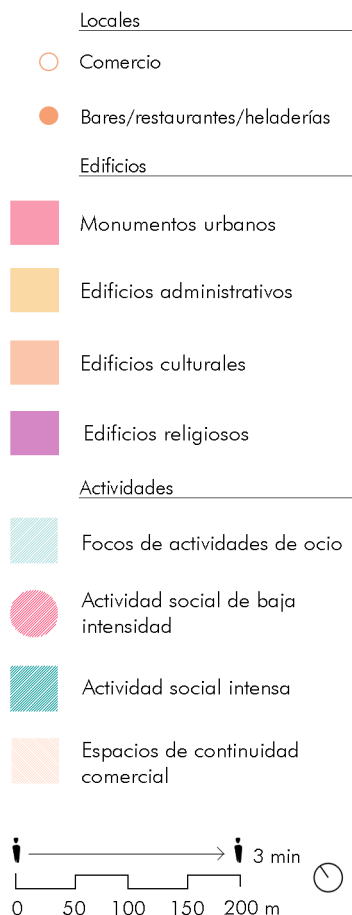 Locales
Comercio
Bares/restaurantes/heladerías
Edificios
Monumentos urbanos
Edificios administrativos
Edificios culturales
Edificios religiosos
Actividades
Focos de actividades de ocio
Actividad social de baja
intensidad
Actividad social intensa
Espacios de continuidad
comercial
3 min
0 50 100 150 200 m